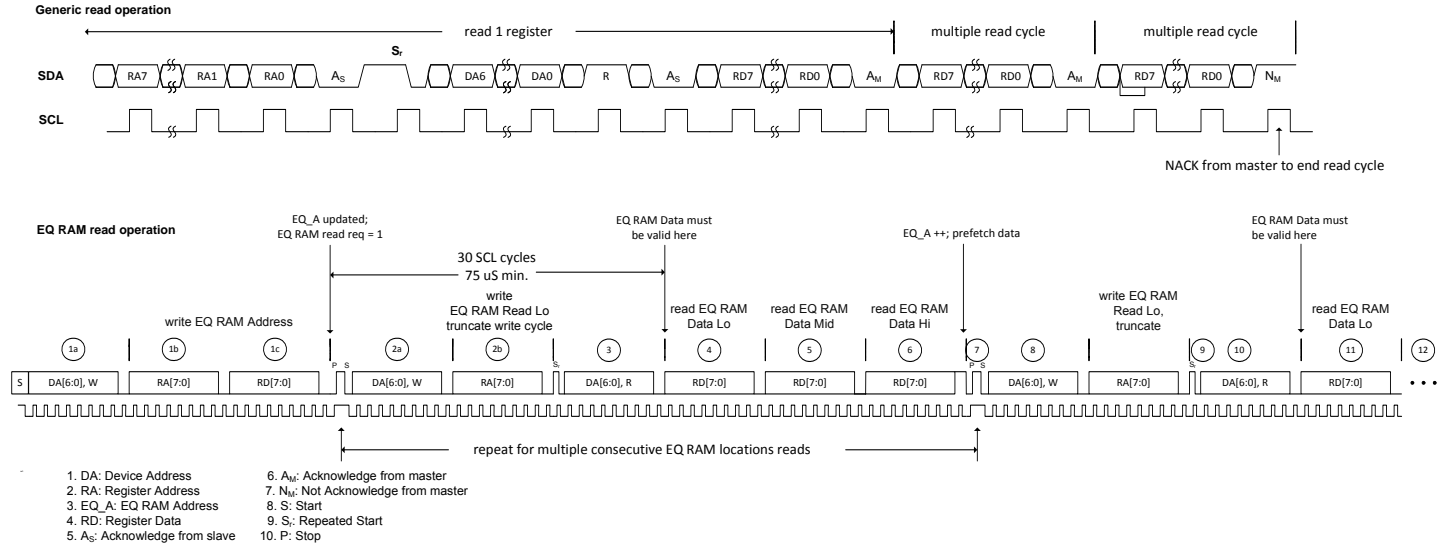 Generic read operation
read 1 register
multiple read cycle
multiple read cycle
Sr
SDA
RA7
RA1
RA0
AS
DA6
DA0
R
AS
RD7
RD0
AM
RD7
RD0
AM
RD7
RD0
NM
SCL
NACK from master to end read cycle
EQ RAM read operation
EQ_A updated;
EQ RAM read req = 1
EQ RAM Data must
be valid here
EQ_A ++; prefetch data
EQ RAM Data must
be valid here
30 SCL cycles
75 uS min.
write EQ RAM Address
write
EQ RAM Read Lo
truncate write cycle
read EQ RAM
Data Lo
read EQ RAM
Data Mid
read EQ RAM
Data Hi
write EQ RAM
Read Lo,
truncate
read EQ RAM
Data Lo
1a
1b
1c
2a
2b
3
4
5
6
7
8
9
10
11
12
P S
Sr
P S
Sr
S
DA[6:0], W
RA[7:0]
RD[7:0]
DA[6:0], W
RA[7:0]
DA[6:0], R
RD[7:0]
RD[7:0]
RD[7:0]
DA[6:0], W
RA[7:0]
DA[6:0], R
RD[7:0]
• • •
repeat for multiple consecutive EQ RAM locations reads
1. DA: Device Address
2. RA: Register Address
3. EQ_A: EQ RAM Address
4. RD: Register Data
5. AS: Acknowledge from slave
6. AM: Acknowledge from master
7. NM: Not Acknowledge from master
8. S: Start
9. Sr: Repeated Start
10. P: Stop